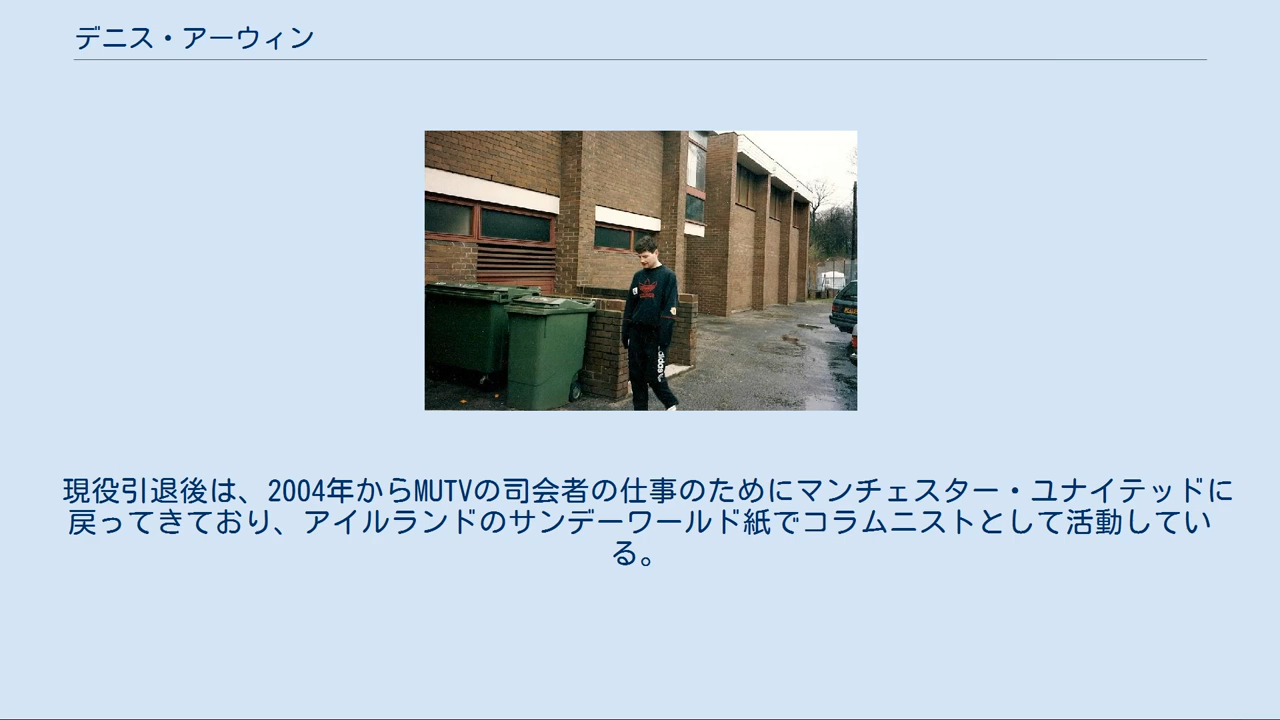 デニス・アーウィン
adidas
現役引退後は、2004年からMUTVの司会者の仕事のためにマンチェスター・ユナイテッドに
戻ってきており、アイルランドのサンデーワールド紙でコラムニストとして活動してい
る。